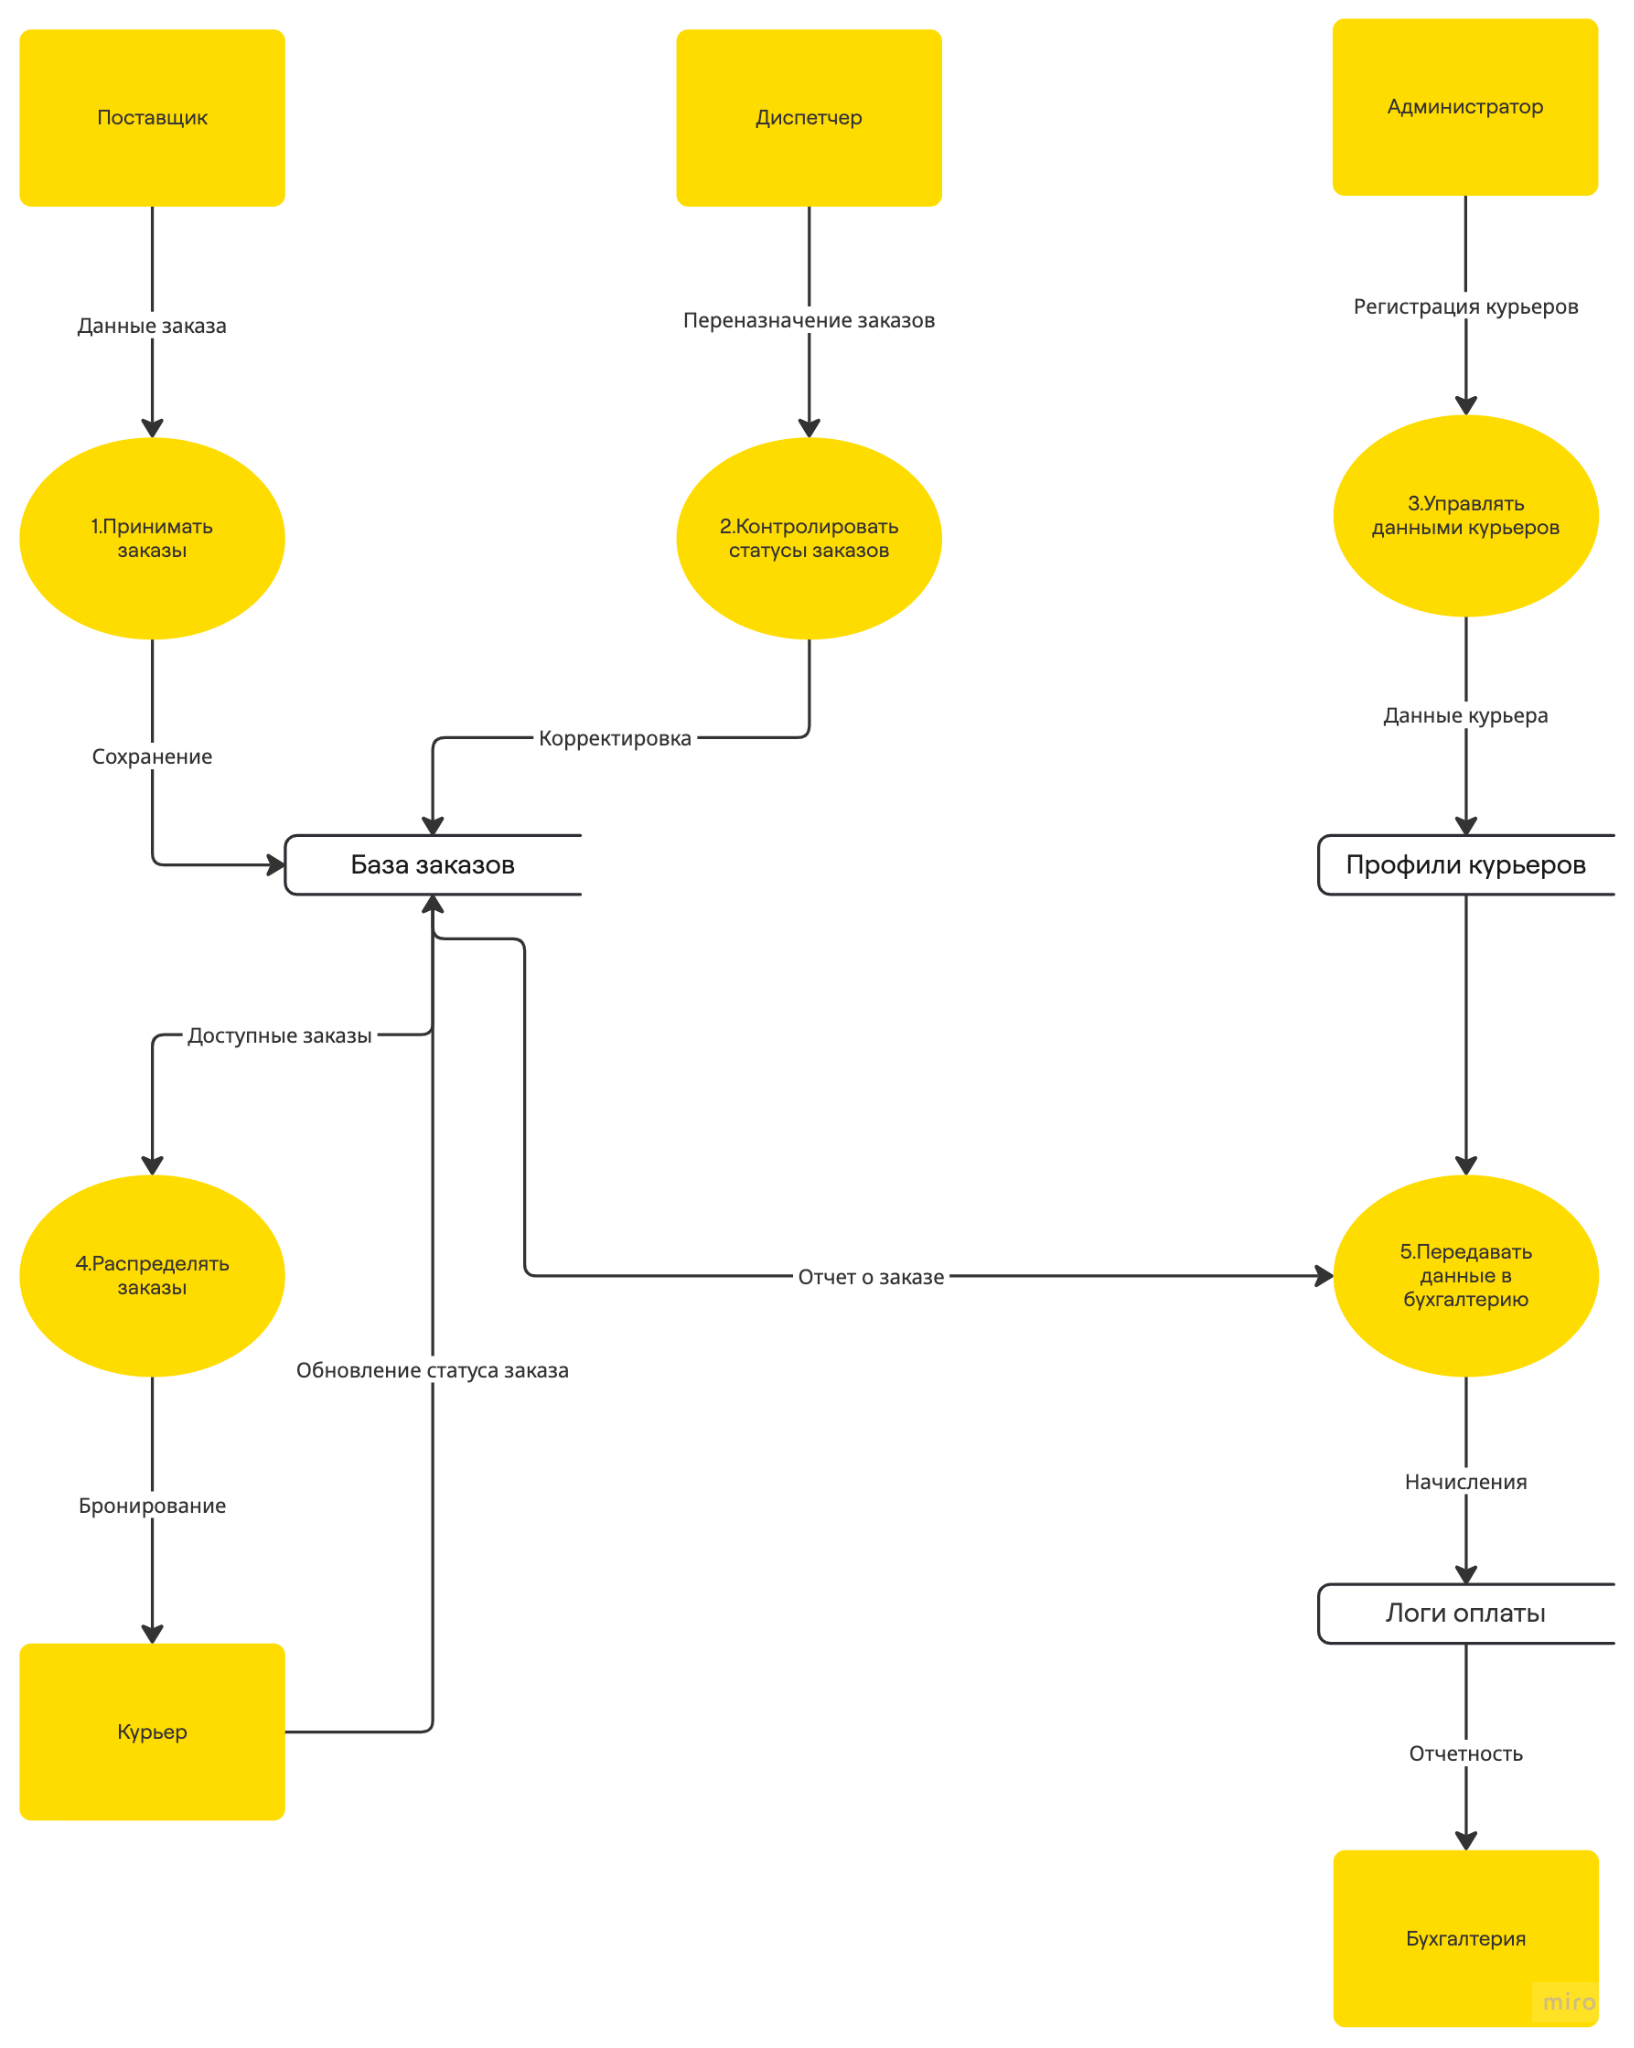 Поставщик
Диспетчер
Администратор
Данные заказа
Переназначение заказов
Регистрация курьеров
1.Принимать
заказы
2.Контролировать
статусы заказов
3.Управлять
данными курьеров
Сохранение
Корректировка
Данные курьера
База заказов
Профили курьеров
Доступные заказы
4.Распределять
заказы
Отчет о заказе
5.Передавать
данные в
бухгалтерию
Обновление статуса заказа
Бронирование
Начисления
Логи оплаты
Курьер
Отчетность
Бухгалтерия
miro